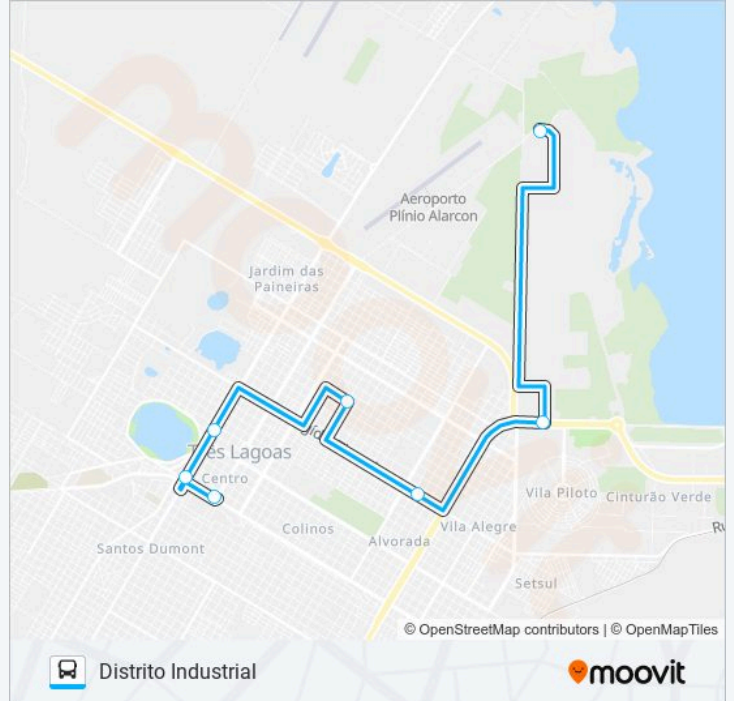 Aeroporto
Plínio Alarcon
Jardim das
Paineiras
Três Lagoas
Centro
Vila Piloto
Cinturão Verde
Colinos
Alvorada
Vila Alegre
Santos Dumont
Setsul
© OpenStreetMap contributors | © OpenMapTiles
Distrito Industrial
moovit